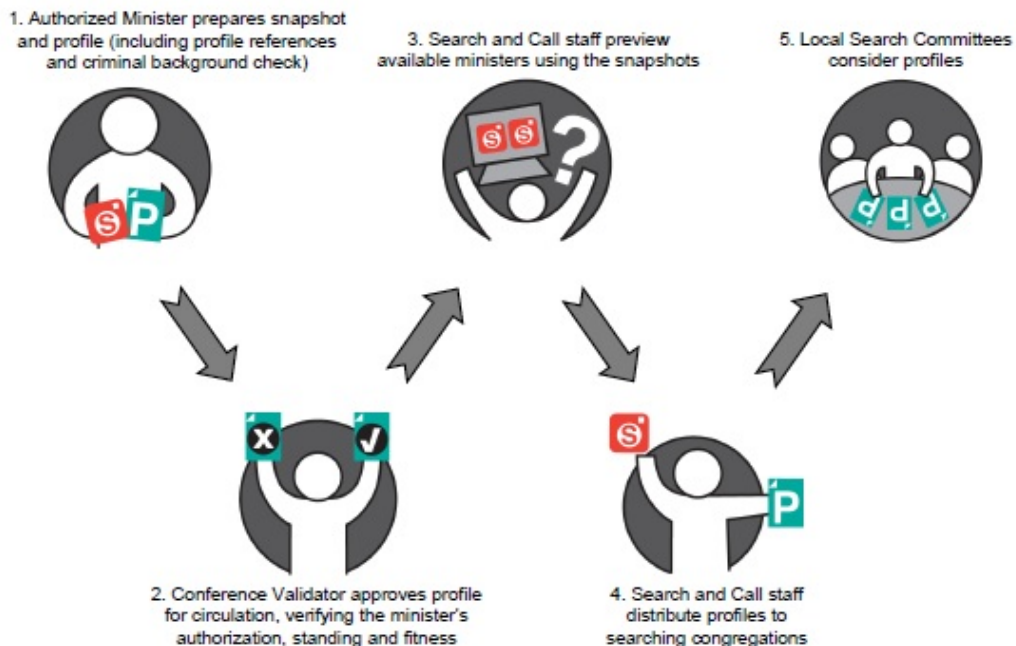 1. Authorized Minister prepares snapshot
and profile (including profile references
and criminal background check)
S P
3. Search and Call staff preview
available ministers using the snapshots
S S ?
5. Local Search Committees
consider profiles
P P P
X √
2. Conference Validator approves profile
for circulation, verifying the minister's
authorization, standing and fitness
S
P
4. Search and Call staff
distribute profiles to
searching congregations